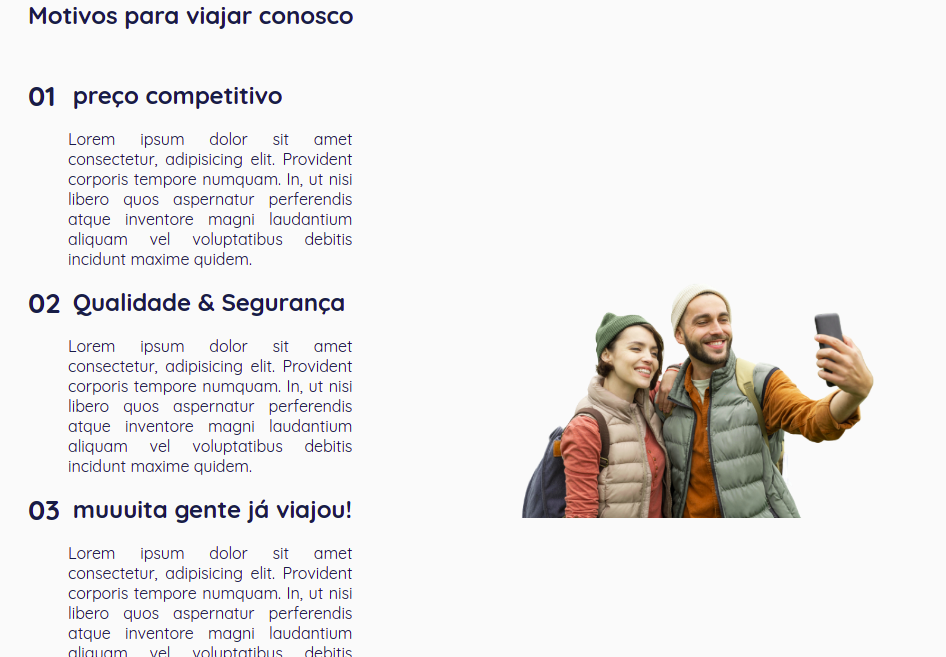 Motivos para viajar conosco
01 preço competitivo
Lorem ipsum dolor sit amet
consectetur, adipisicing elit. Provident
corporis tempore numquam. In, ut nisi
libero quos aspernatur perferendis
atque inventore magni laudantium
aliquam vel voluptatibus debitis
incidunt maxime quidem.
02 Qualidade & Segurança
Lorem ipsum dolor sit amet
consectetur, adipisicing elit. Provident
corporis tempore numquam. In, ut nisi
libero quos aspernatur perferendis
atque inventore magni laudantium
aliquam vel voluptatibus debitis
incidunt maxime quidem.
03 muuuita gente já viajou!
Lorem ipsum dolor sit amet
consectetur, adipisicing elit. Provident
corporis tempore numquam. In, ut nisi
libero quos aspernatur perferendis
atque inventore magni laudantium
aliquam vel voluptatibus debitis